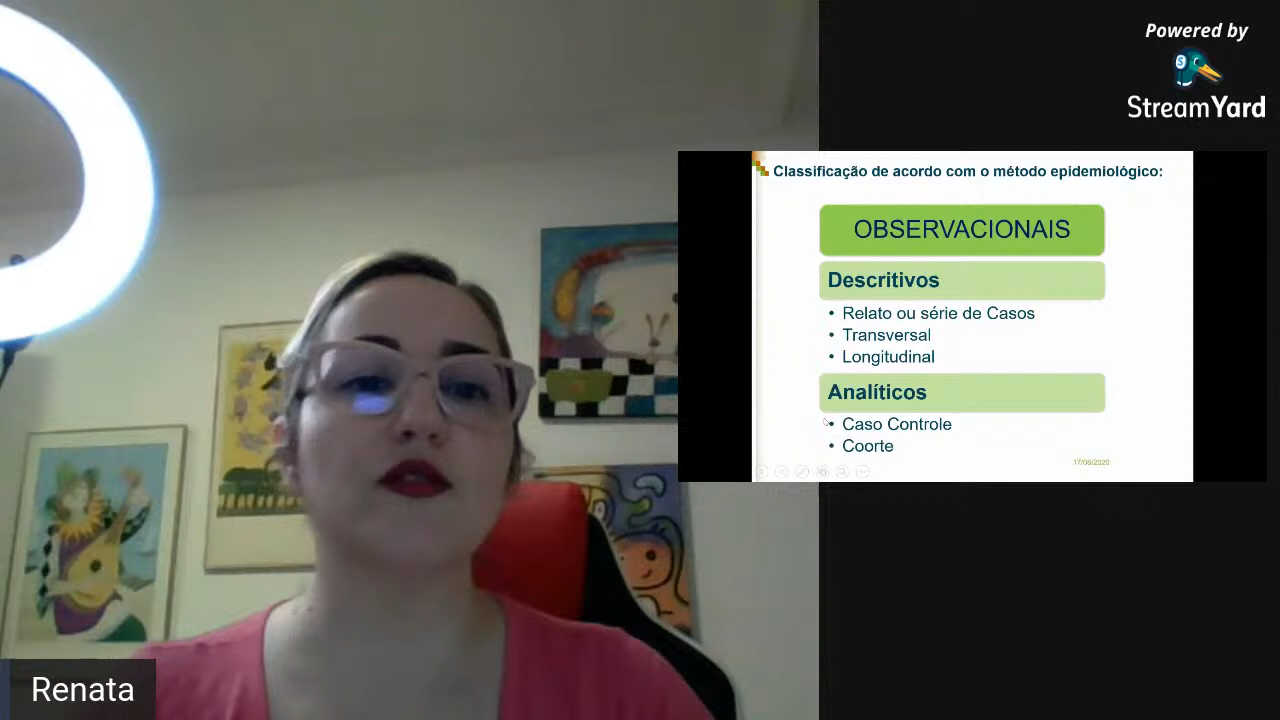 Powered by
StreamYard
Classificação de acordo com o método epidemiológico:
OBSERVACIONAIS
Descritivos
• Relato ou série de Casos
• Transversal
• Longitudinal
Analíticos
• Caso Controle
• Coorte
17/08/2020
Renata